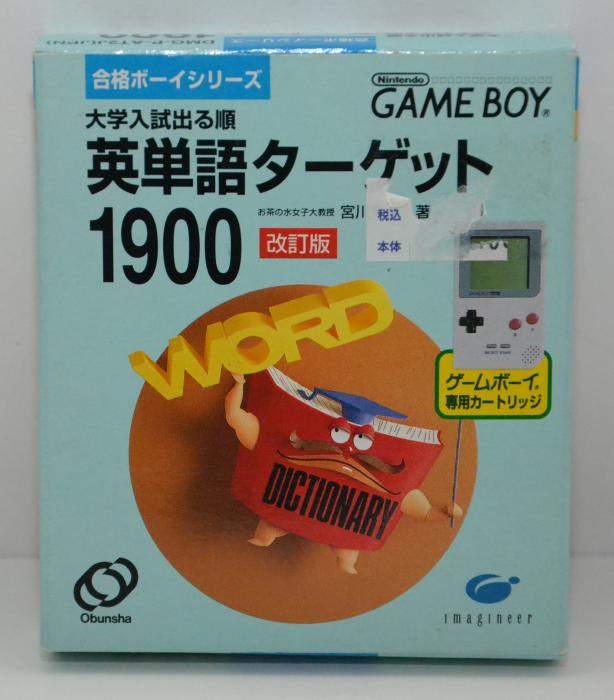 DMG-P-AT2J(JPN)
合格ボーイシリーズ
Nintendo
GAME BOY®
大学入試出る順
英単語ターゲット
1900
お茶の水女子大教授 宮川 著
税込
本体
改訂版
WORD
ゲームボーイ®
専用カートリッジ
DICTIONARY
Obunsha
imagineer